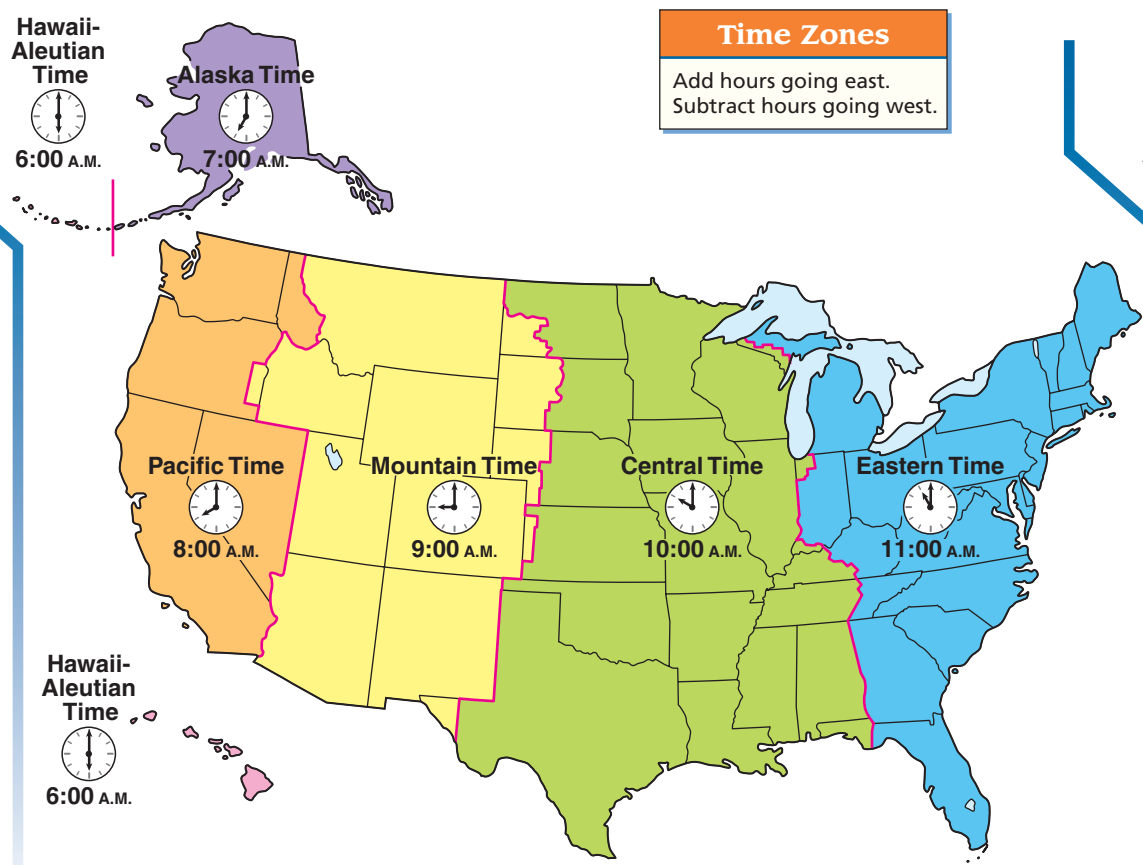 Hawaii-
Aleutian
Time
6:00 A.M.
Alaska Time
7:00 A.M.
Time Zones
Add hours going east.
Subtract hours going west.
Pacific Time
8:00 A.M.
Mountain Time
9:00 A.M.
Central Time
10:00 A.M.
Eastern Time
11:00 A.M.
Hawaii-
Aleutian
Time
6:00 A.M.